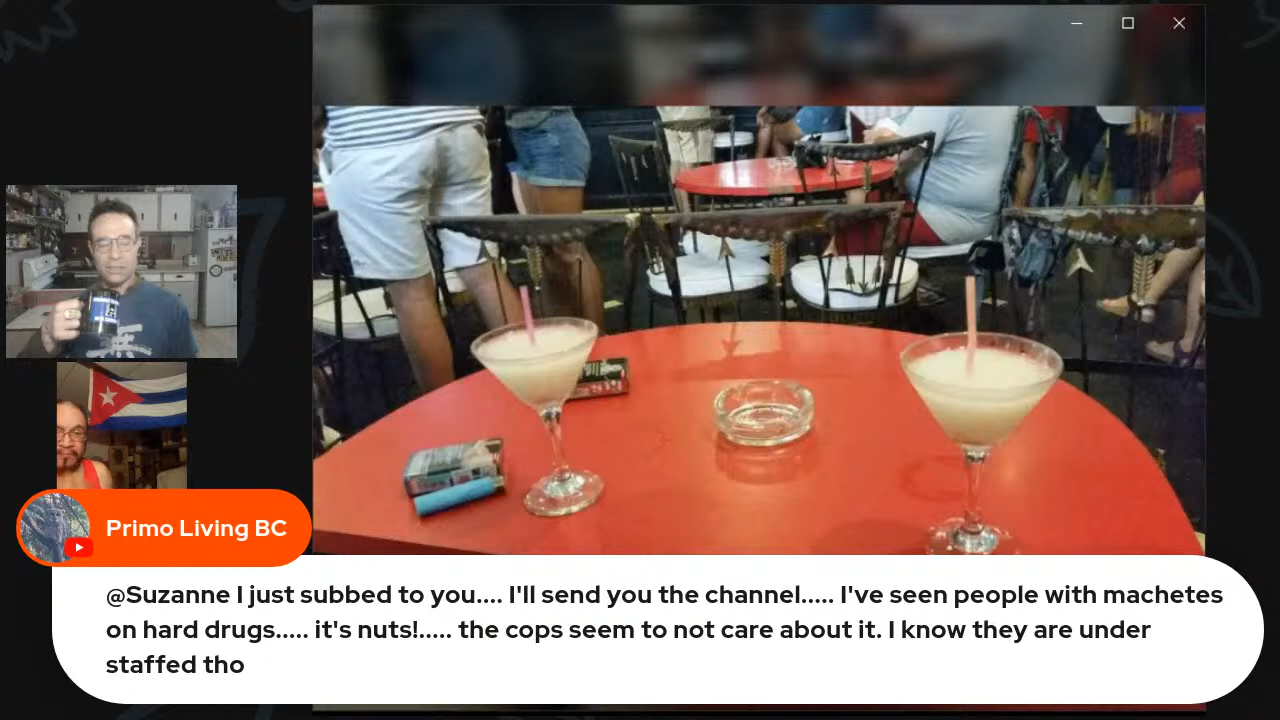 Primo Living BC
@Suzanne I just subbed to you.... I'll send you the channel..... I've seen people with machetes
on hard drugs..... it's nuts!..... the cops seem to not care about it. I know they are under
staffed tho